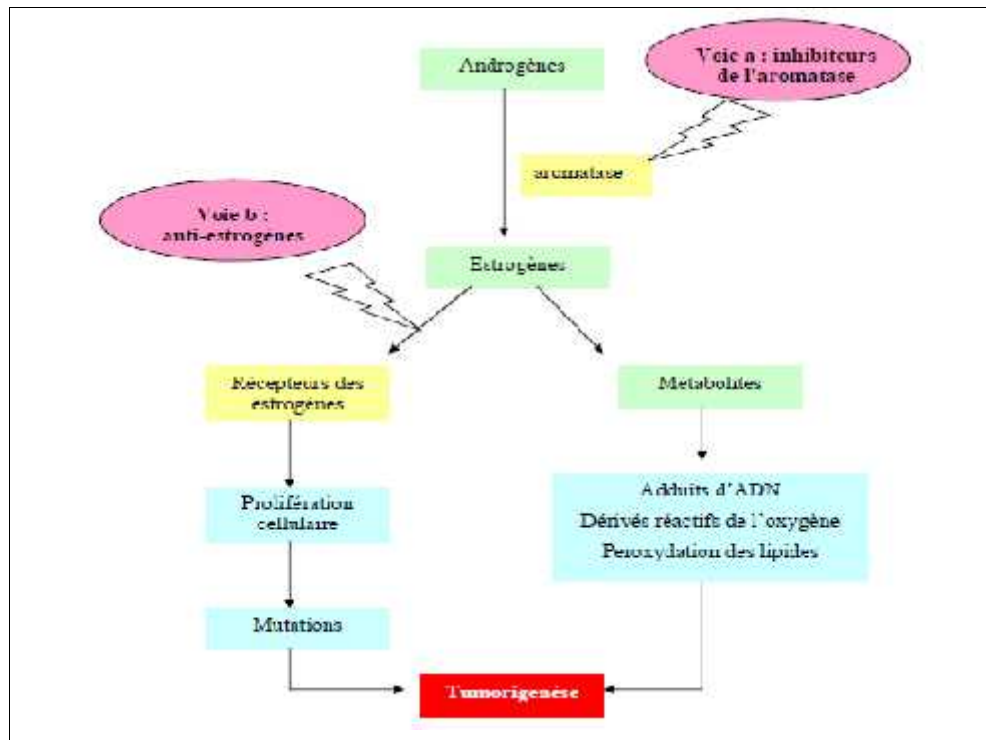 Androgènes
Voie a : inhibiteurs
de l'aromatase
aromatase
Voie b :
anti-estrogènes
Estrogènes
Récepteurs des
estrogènes
Métabolites
Prolifération
cellulaire
Adduits d'ADN
Dérivés réactifs de l'oxygène
Peroxydation des lipides
Mutations
Tumorigenèse